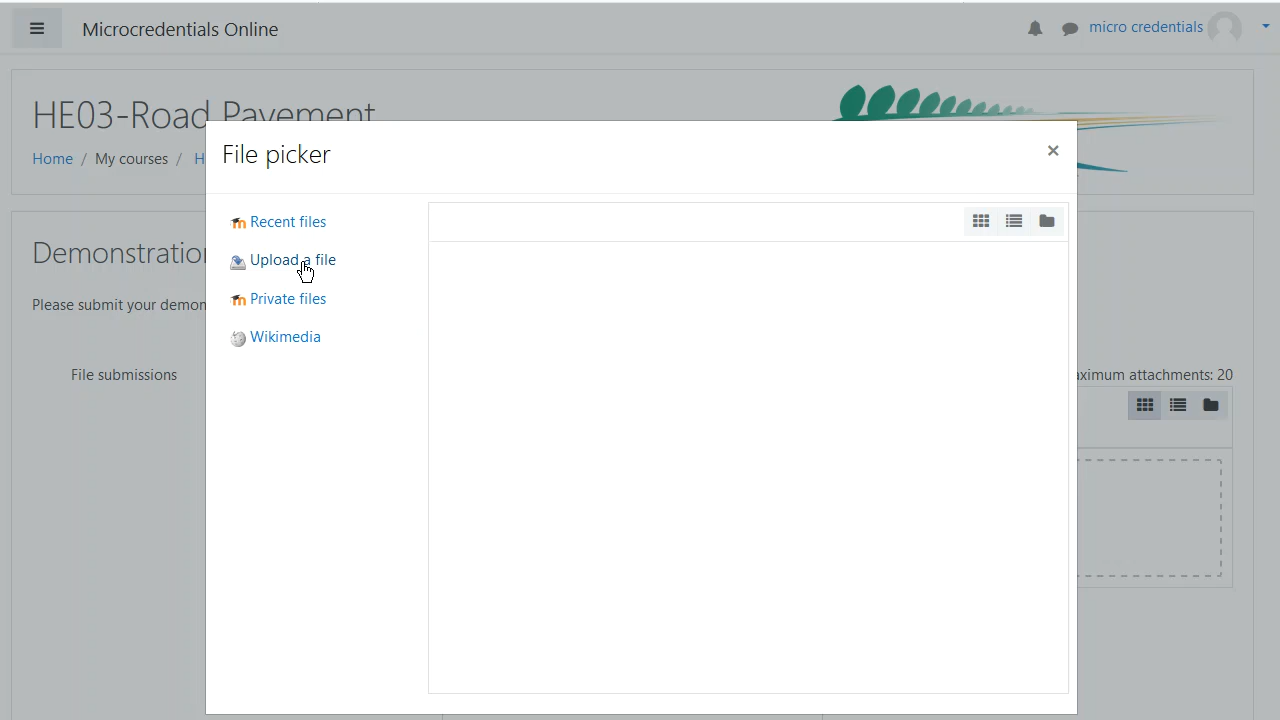 Microcredentials Online
micro credentials
HE03-Road Pavement
Home / My courses / H
File picker
Recent files
Upload a file
Private files
Wikimedia
Demonstration
Please submit your demon
File submissions
aximum attachments: 20